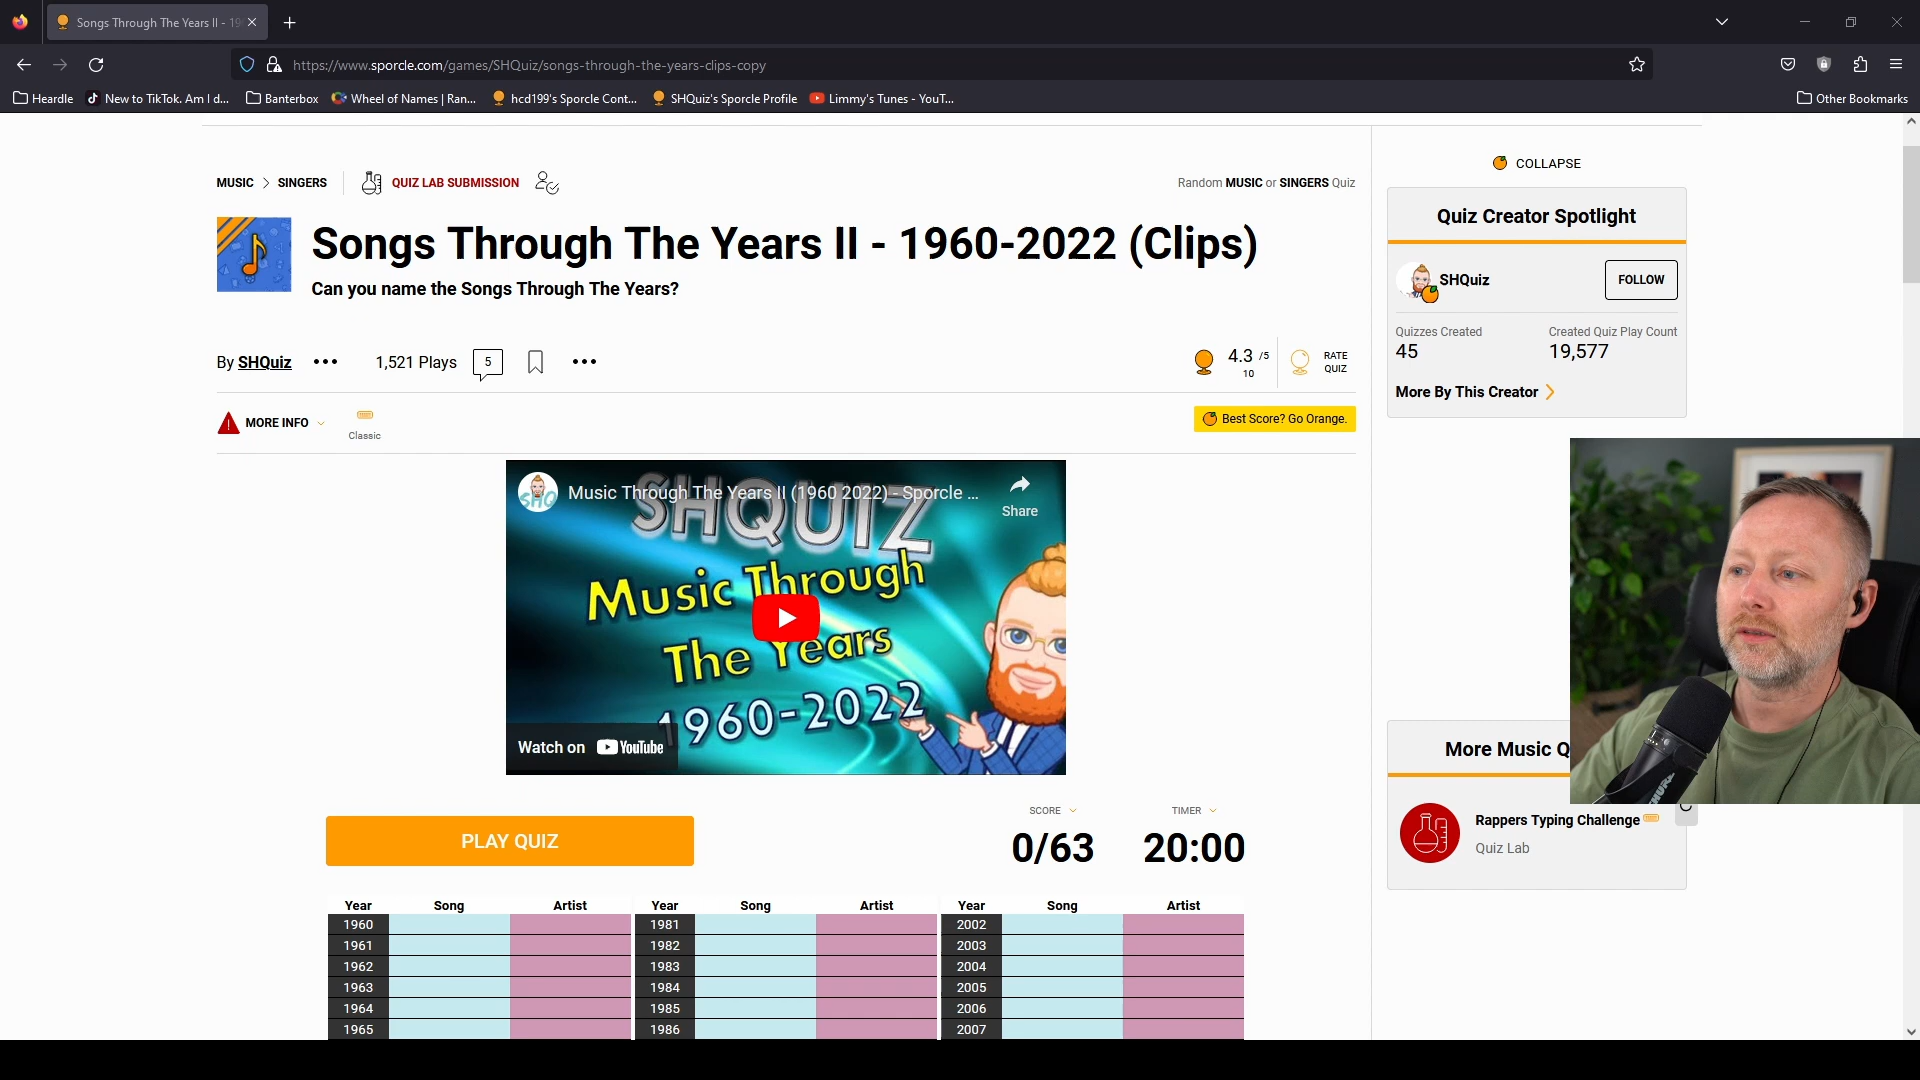 Songs Through The Years II - 19
https://www.sporcle.com/games/SHQuiz/songs-through-the-years-clips-copy
Heardle
New to TikTok. Am I d...
Banterbox
Wheel of Names | Ran...
hcd199's Sporcle Cont...
SHQuiz's Sporcle Profile
Limmy's Tunes - YouT...
Other Bookmarks
MUSIC > SINGERS
QUIZ LAB SUBMISSION
Random MUSIC or SINGERS Quiz
Songs Through The Years II - 1960-2022 (Clips)
Can you name the Songs Through The Years?
By SHQuiz
1,521 Plays
5
4.3 /5
10
RATE
QUIZ
MORE INFO
Classic
Best Score? Go Orange.
SHQ
Music Through The Years II (1960 2022) - Sporcle ...
Share
SHQUIZ
Music Through
The Years
1960-2022
Watch on YouTube
PLAY QUIZ
SCORE
0/63
TIMER
20:00
Year Song Artist Year Song Artist Year Song Artist
1960 1981 2002
1961 1982 2003
1962 1983 2004
1963 1984 2005
1964 1985 2006
1965 1986 2007
COLLAPSE
Quiz Creator Spotlight
SHQuiz
FOLLOW
Quizzes Created
45
Created Quiz Play Count
19,577
More By This Creator
More Music Q
Rappers Typing Challenge
Quiz Lab